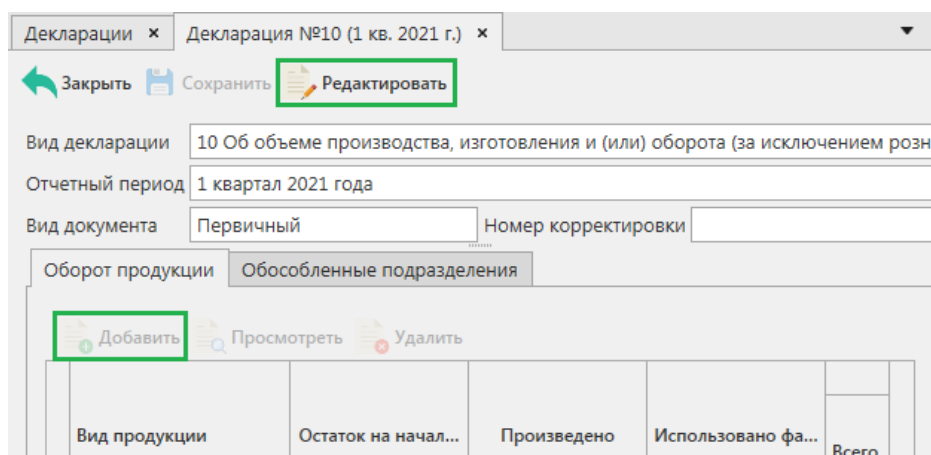 Декларации × Декларация №10 (1 кв. 2021 г.) ×
Закрыть Сохранить Редактировать
Вид декларации 10 Об объеме производства, изготовления и (или) оборота (за исключением розн
Отчетный период 1 квартал 2021 года
Вид документа Первичный Номер корректировки
Оборот продукции Обособленные подразделения
Добавить Просмотреть Удалить
Вид продукции Остаток на начал... Произведено Использовано фа... Всего